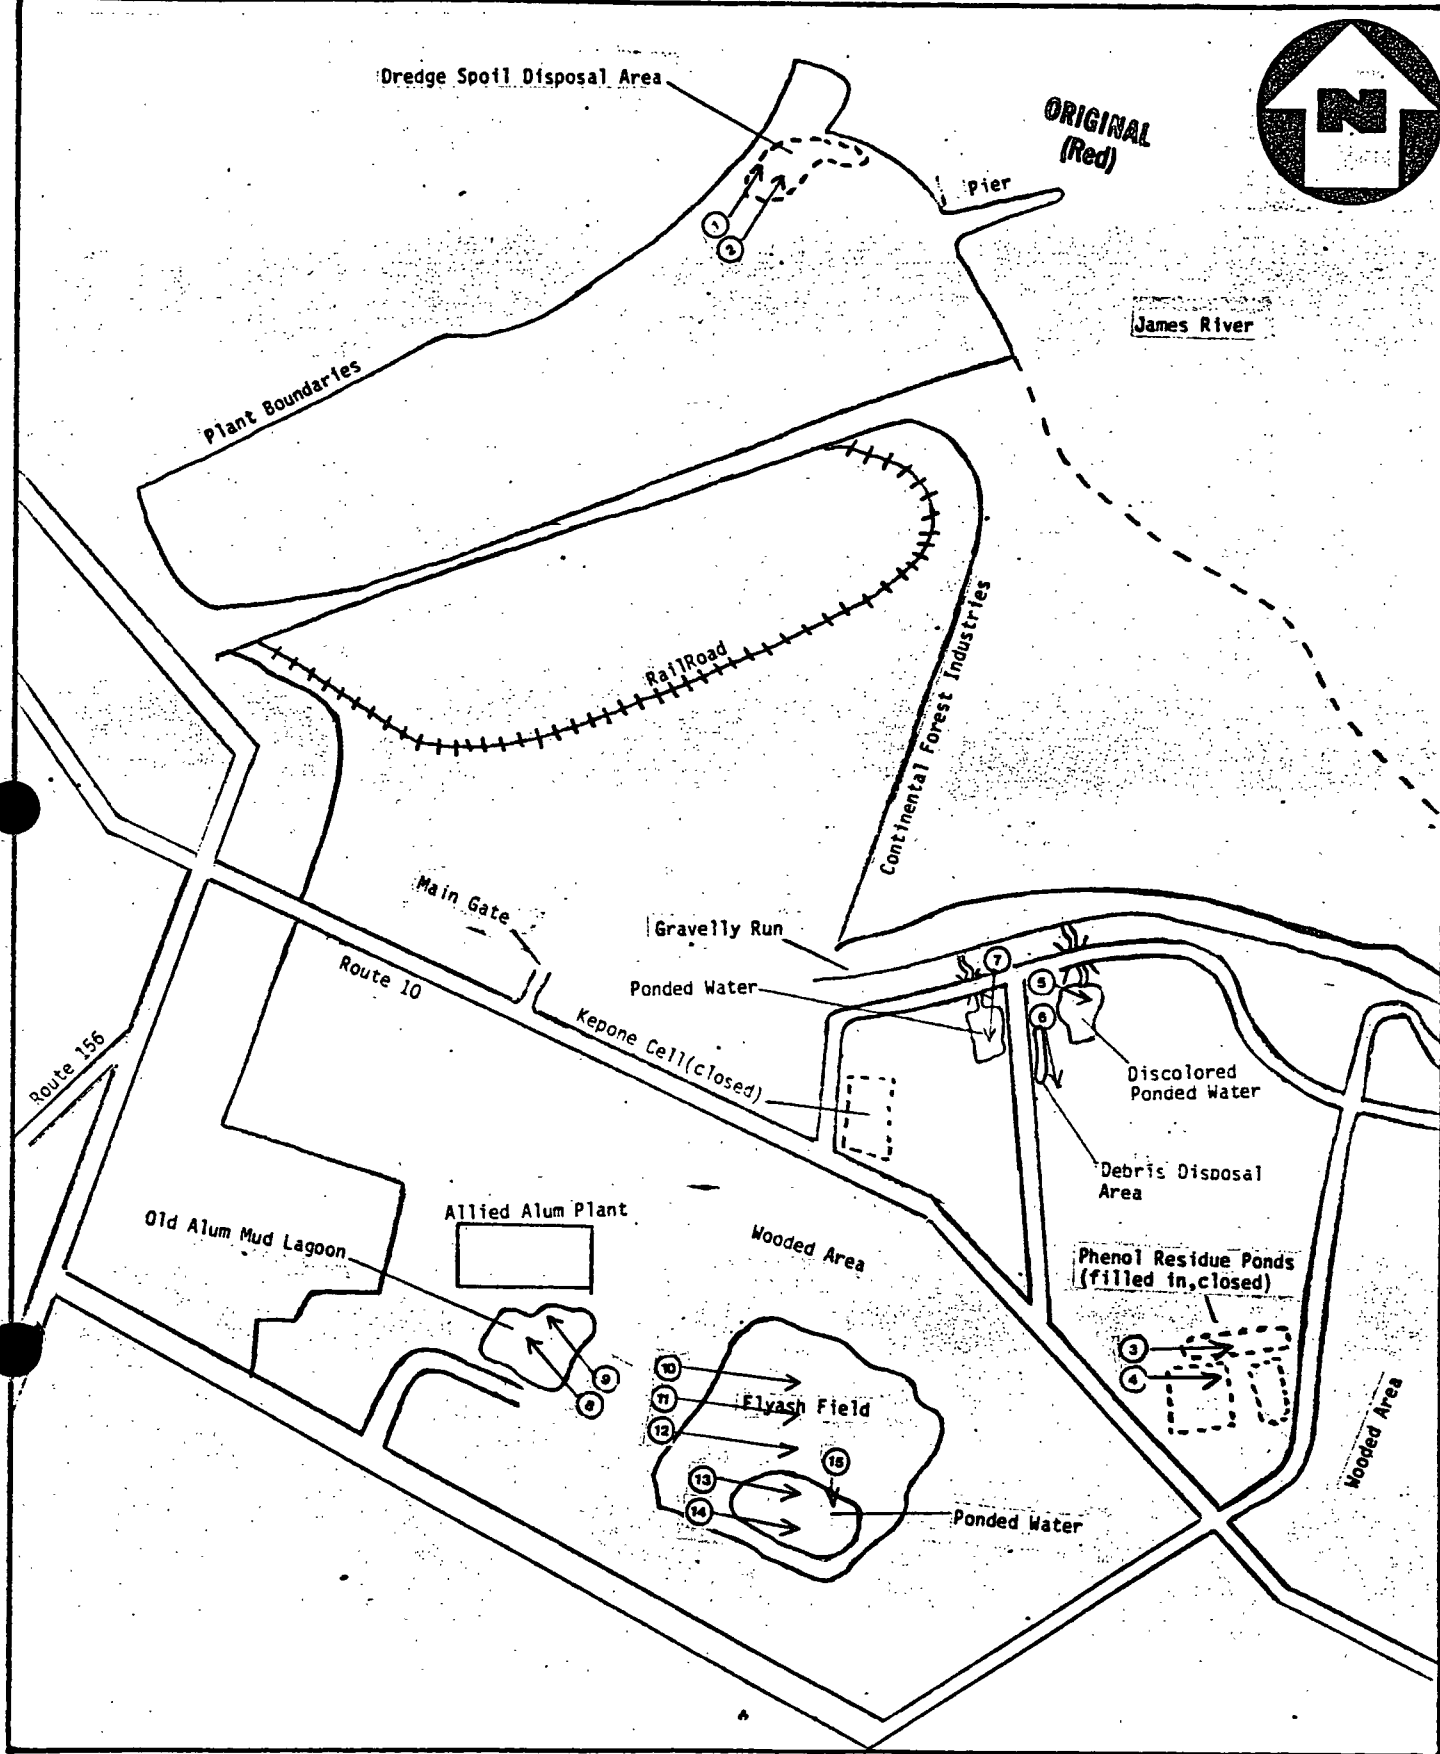 Dredge Spoil Disposal Area
ORIGINAL
(Red)
N
Pier
1
2
James River
Plant Boundaries
RailRoad
Continental Forest Industries
Main Gate
Gravelly Run
Route 10
Ponded Water
7
5
6
Kepone Cell(closed)
Route 156
Discolored
Ponded Water
Debris Disposal
Area
Allied Alum Plant
Old Alum Mud Lagoon
Wooded Area
Phenol Residue Ponds
(filled in,closed)
3
4
9
8
10
11
12
Flyash Field
13
14
15
Ponded Water
Wooded Area